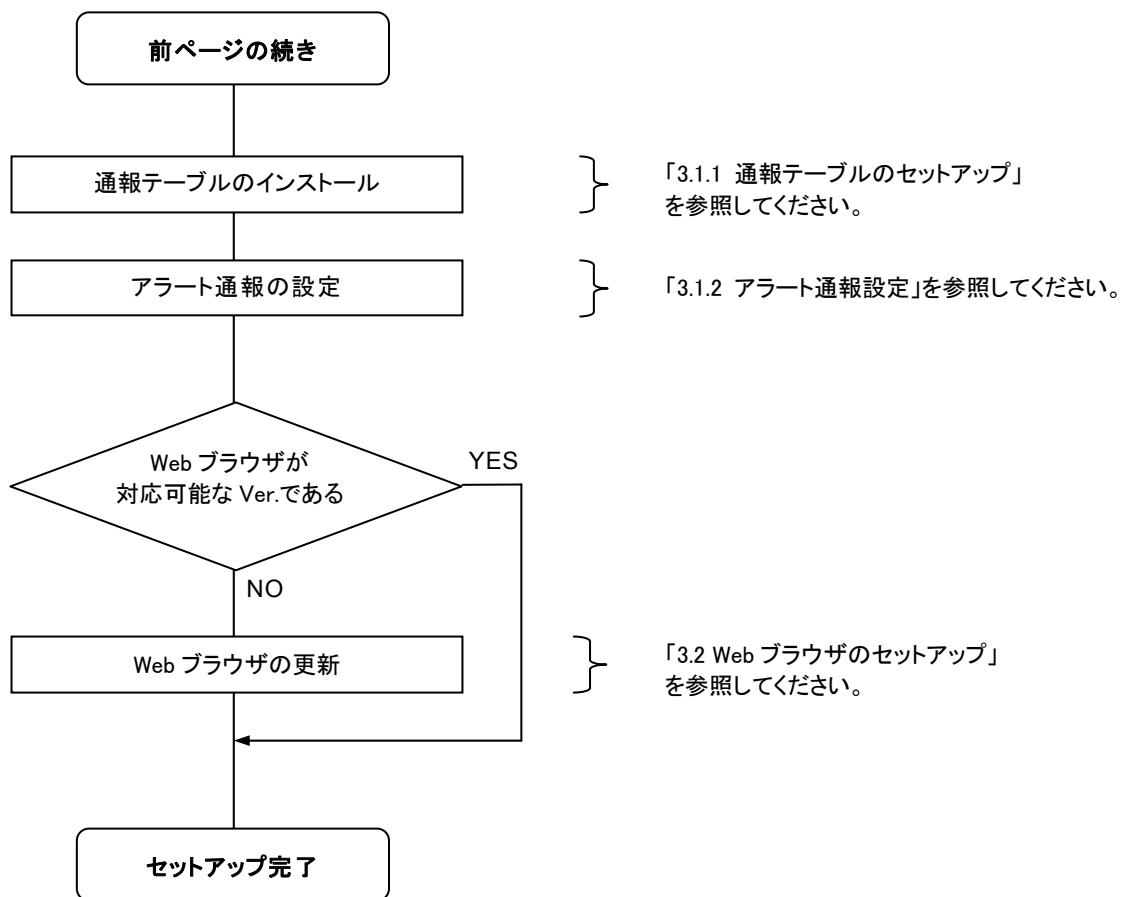 前ページの続き
通報テーブルのインストール
「3.1.1 通報テーブルのセットアップ」
を参照してください。
アラート通報の設定
「3.1.2 アラート通報設定」を参照してください。
Web ブラウザが
対応可能な Ver.である
YES
NO
Web ブラウザの更新
「3.2 Web ブラウザのセットアップ」
を参照してください。
セットアップ完了